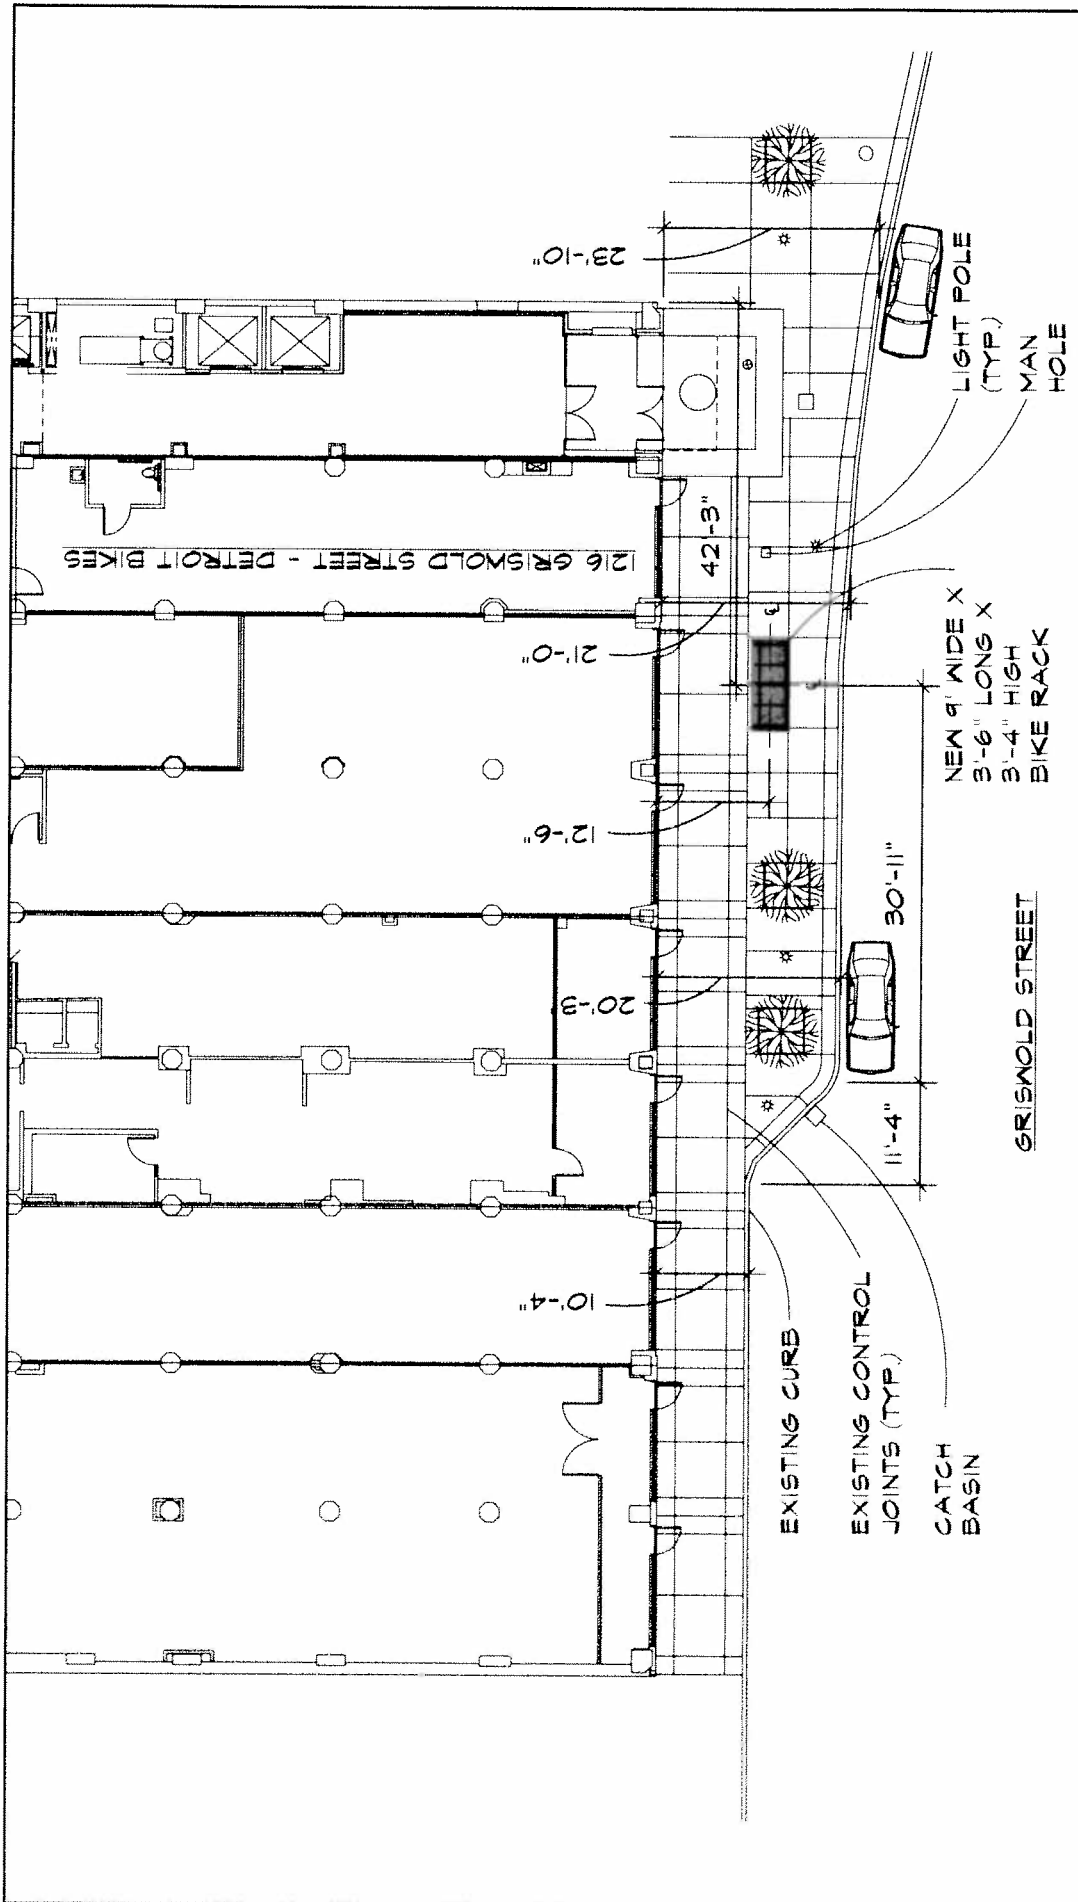 1216 GRISWOLD STREET - DETROIT BIKES
23'-10"
42'-3"
21'-0"
12'-6"
20'-3
10'-4"
LIGHT POLE
(TYP.)
MAN
HOLE
NEW 9' WIDE X
3'-6" LONG X
3'-4" HIGH
BIKE RACK
30'-11"
11'-4"
GRISWOLD STREET
EXISTING CURB
EXISTING CONTROL
JOINTS (TYP.)
CATCH
BASIN